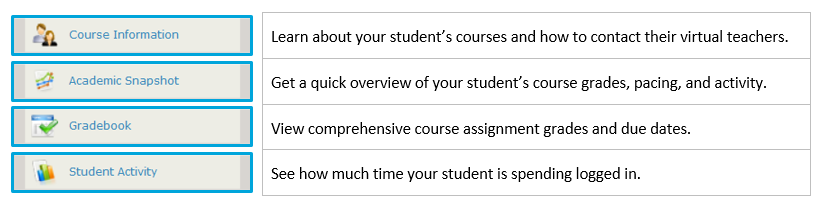 Course Information
Learn about your student’s courses and how to contact their virtual teachers.
Academic Snapshot
Get a quick overview of your student’s course grades, pacing, and activity.
Gradebook
View comprehensive course assignment grades and due dates.
Student Activity
See how much time your student is spending logged in.